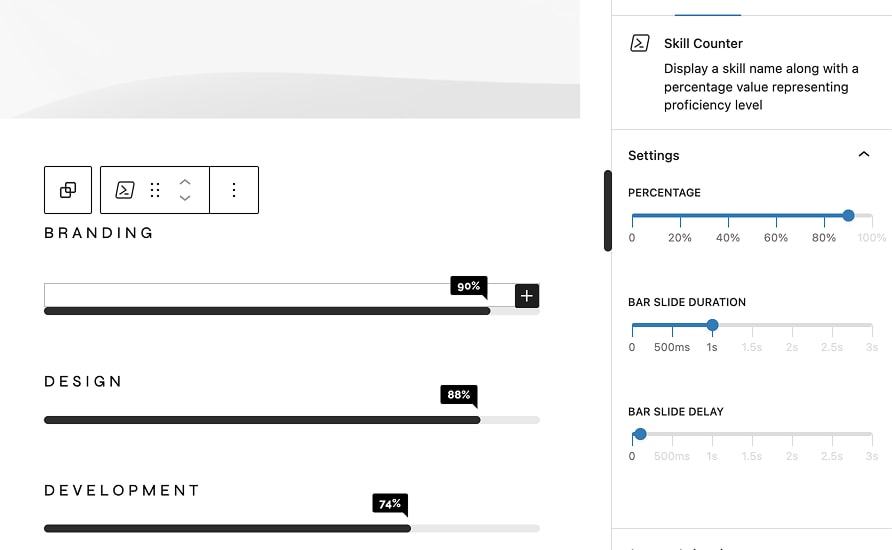 BRANDING
90%
DESIGN
88%
DEVELOPMENT
74%
Skill Counter
Display a skill name along with a
percentage value representing
proficiency level
Settings
PERCENTAGE
0 20% 40% 60% 80% 100%
BAR SLIDE DURATION
0 500ms 1s 1.5s 2s 2.5s 3s
BAR SLIDE DELAY
0 500ms 1s 1.5s 2s 2.5s 3s